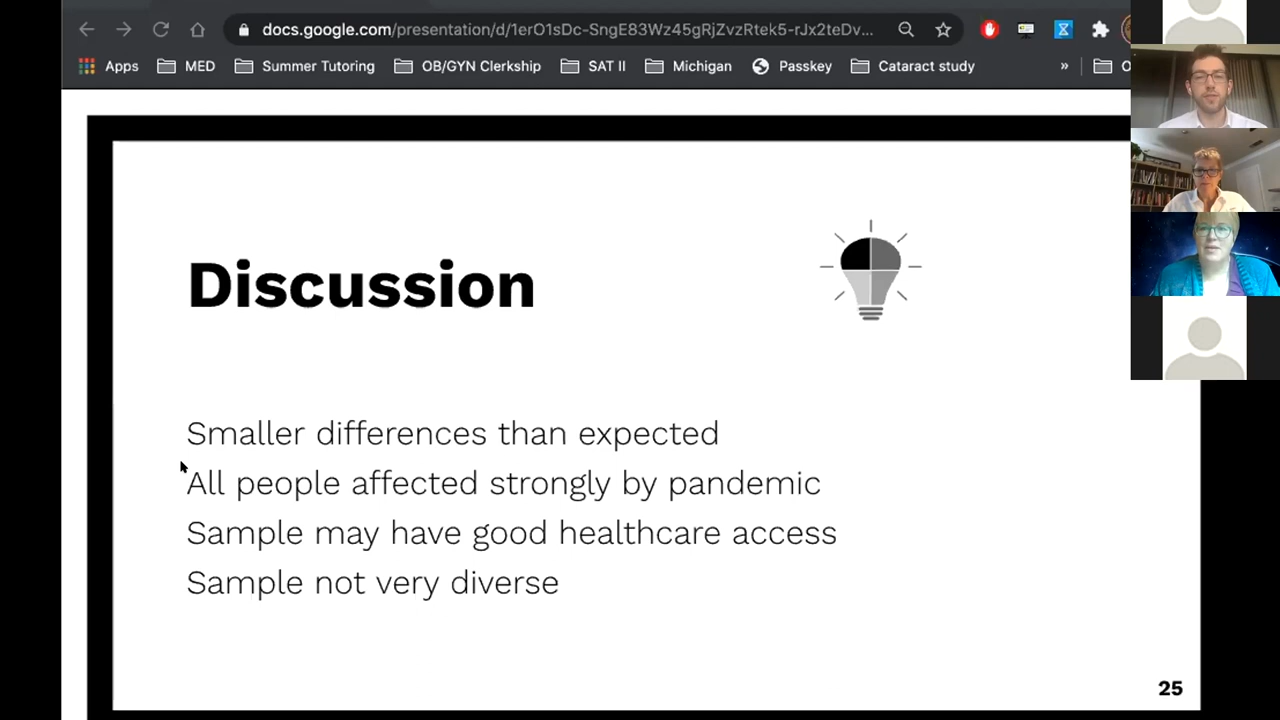 docs.google.com/presentation/d/1erO1sDc-SngE83Wz45gRjZvzRtek5-rJx2teDv...
Apps MED Summer Tutoring OB/GYN Clerkship SAT II Michigan Passkey Cataract study » O
Discussion
Smaller differences than expected
All people affected strongly by pandemic
Sample may have good healthcare access
Sample not very diverse
25